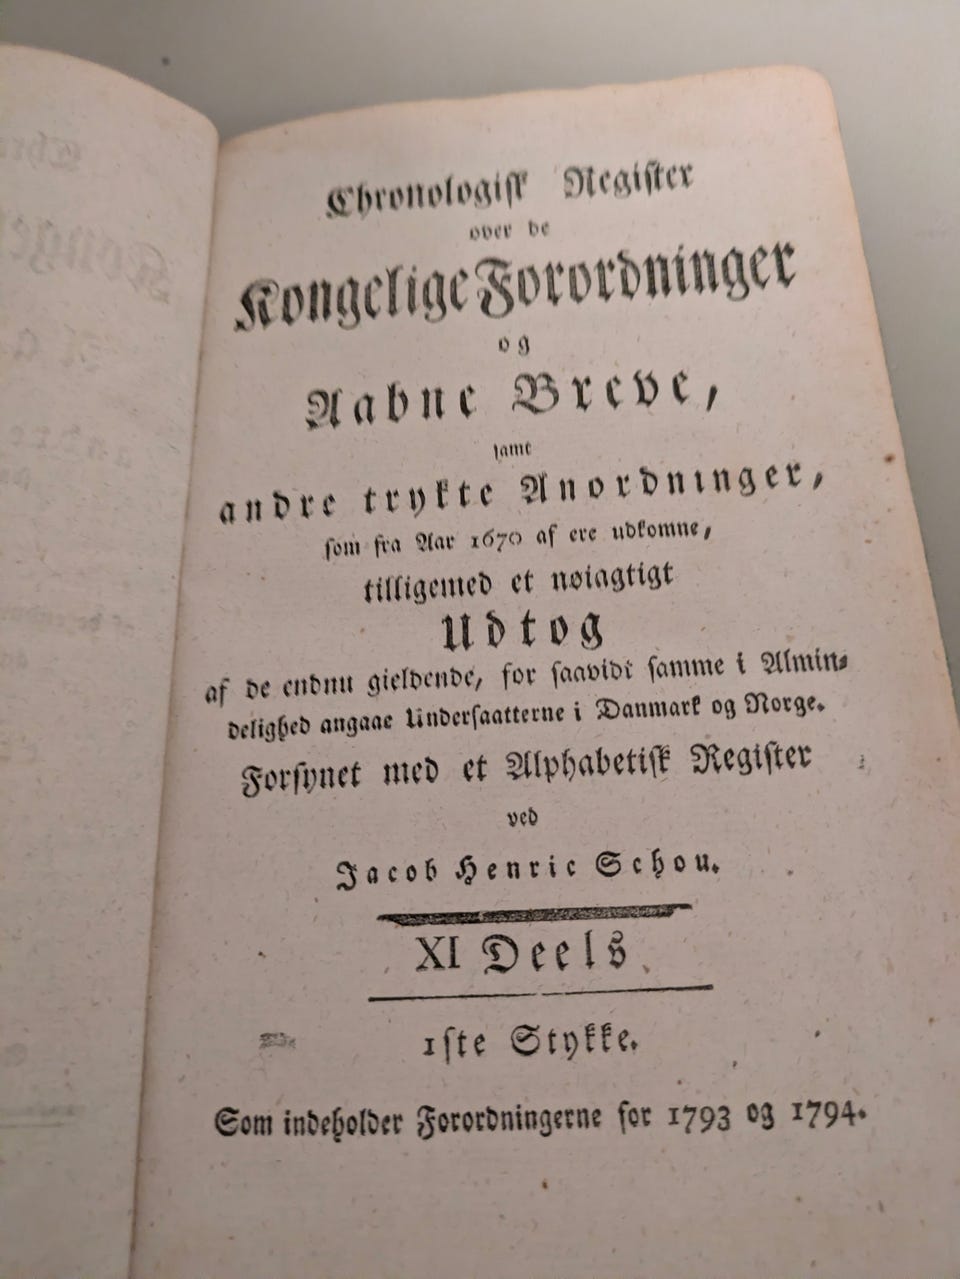 Chronologisk Register
over de
Kongelige Forordninger
og
Aabne Breve,
samt
andre trykte Anordninger,
som fra Aar 1670 af ere udkomne,
tilligemed et nøiagtigt
Udtog
af de endnu gieldende, for saavidt samme i Almin-
delighed angaae Undersaatterne i Danmark og Norge.
Forsynet med et Alphabetisk Register
ved
Jacob Henric Schou.
XI Deels
1ste Stykke.
Som indeholder Forordningerne for 1793 og 1794.